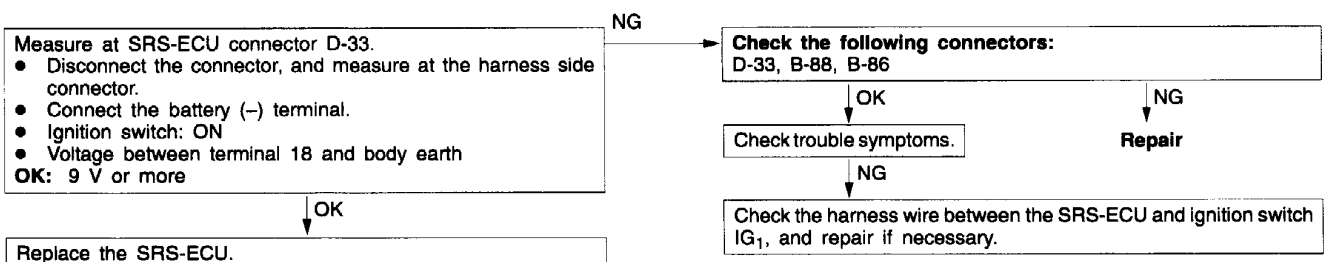 Measure at SRS-ECU connector D-33.
● Disconnect the connector, and measure at the harness side
connector.
● Connect the battery (–) terminal.
● Ignition switch: ON
● Voltage between terminal 18 and body earth
OK: 9 V or more
NG
Check the following connectors:
D-33, B-88, B-86
OK
NG
Check trouble symptoms.
Repair
NG
Check the harness wire between the SRS-ECU and ignition switch
IG₁, and repair if necessary.
OK
Replace the SRS-ECU.